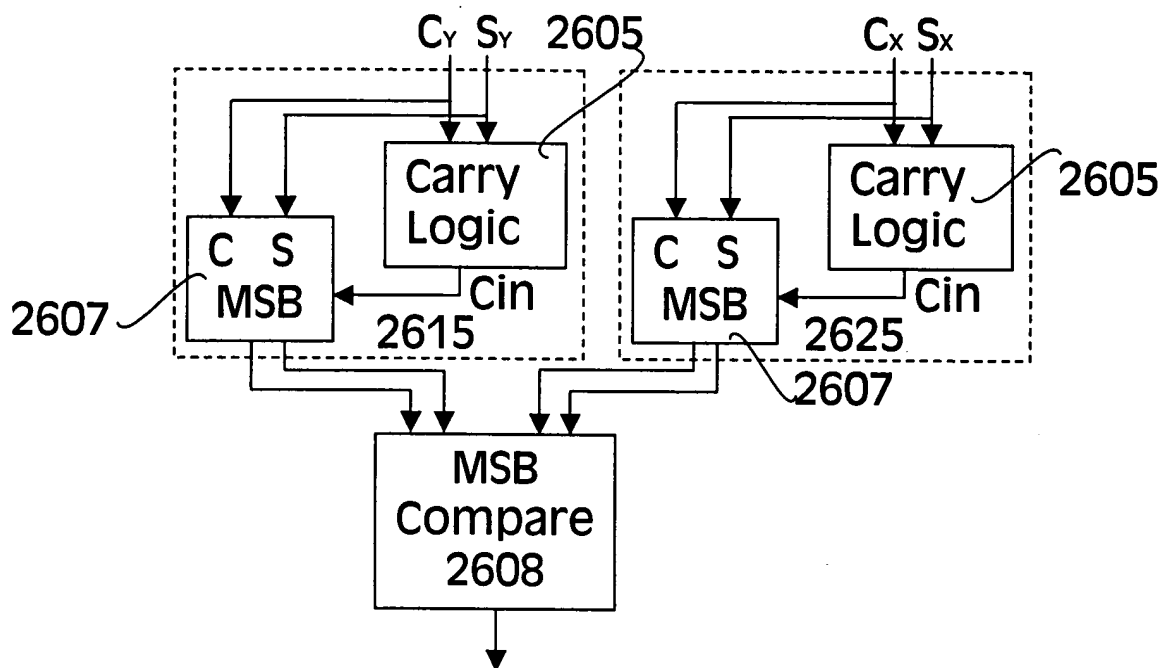 CY SY 2605
CX SX
Carry
Logic
Carry
Logic
2605
C S
MSB
Cin
C S
MSB
Cin
2607
2615
2625
2607
MSB
Compare
2608